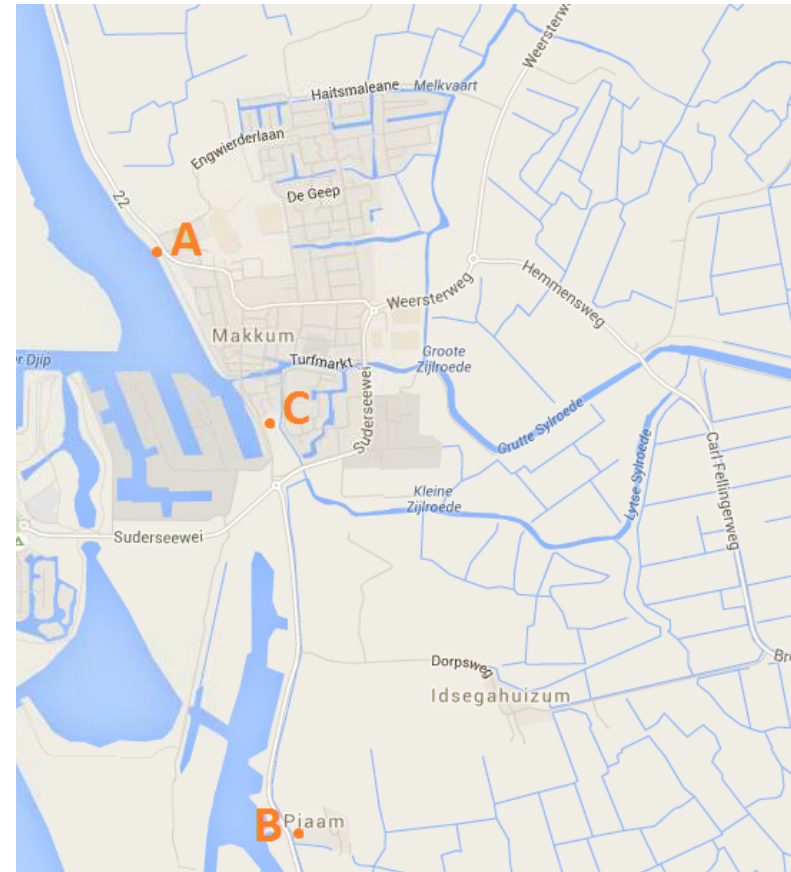 Weersterw
Haitsmaleane
Melkvaart
Engwierderlaan
De Geep
22
A
Hemmensweg
Weersterweg
Makkum
r Djip
Turfmarkt
Groote
Zijlroede
C
Suderseewei
Grutte Sylroede
Lytse Sylroede
Carl Fellingerweg
Kleine
Zijlroede
Suderseewei
Dorpsweg
Bre
Idsegahuizum
B
Piaam